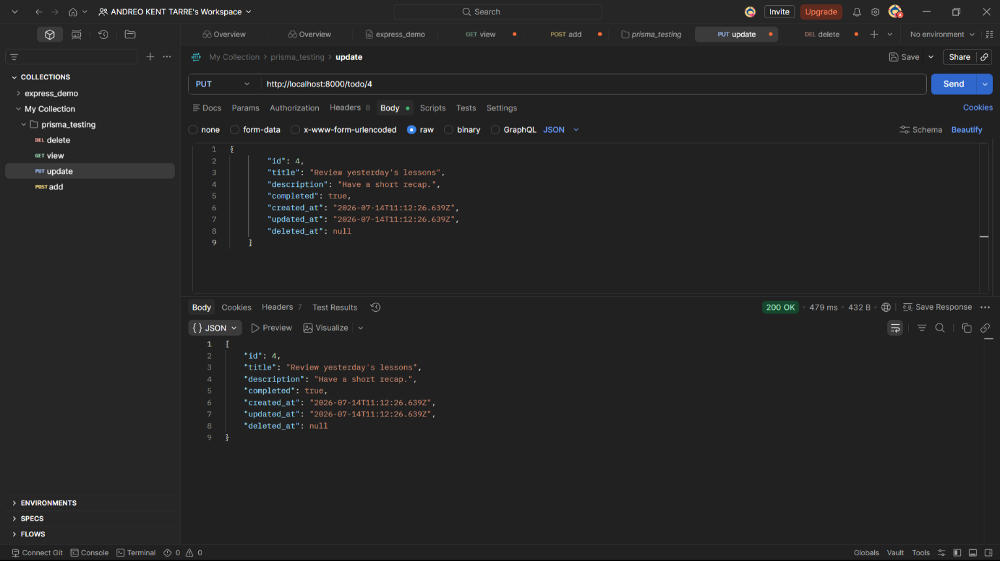 ANDREO KENT TARRE's Workspace
Search
Invite
Upgrade
Overview
Overview
express_demo
GET view
POST add
prisma_testing
PUT update
DEL delete
No environment
My Collection > prisma_testing > update
Save
Share
COLLECTIONS
express_demo
My Collection
prisma_testing
DEL delete
GET view
PUT update
POST add
PUT http://localhost:8000/todo/4
Send
Docs Params Authorization Headers 8 Body Scripts Tests Settings
Cookies
none form-data x-www-form-urlencoded raw binary GraphQL JSON
Schema Beautify
1 {
2 "id": 4,
3 "title": "Review yesterday's lessons",
4 "description": "Have a short recap.",
5 "completed": true,
6 "created_at": "2026-07-14T11:12:26.639Z",
7 "updated_at": "2026-07-14T11:12:26.639Z",
8 "deleted_at": null
9 }
Body Cookies Headers 7 Test Results
200 OK • 479 ms • 432 B
e.g. Save Response
{} JSON Preview Visualize
1 {
2 "id": 4,
3 "title": "Review yesterday's lessons",
4 "description": "Have a short recap.",
5 "completed": true,
6 "created_at": "2026-07-14T11:12:26.639Z",
7 "updated_at": "2026-07-14T11:12:26.639Z",
8 "deleted_at": null
9 }
ENVIRONMENTS
SPECS
FLOWS
Connect Git Console Terminal 0 0
Globals Vault Tools